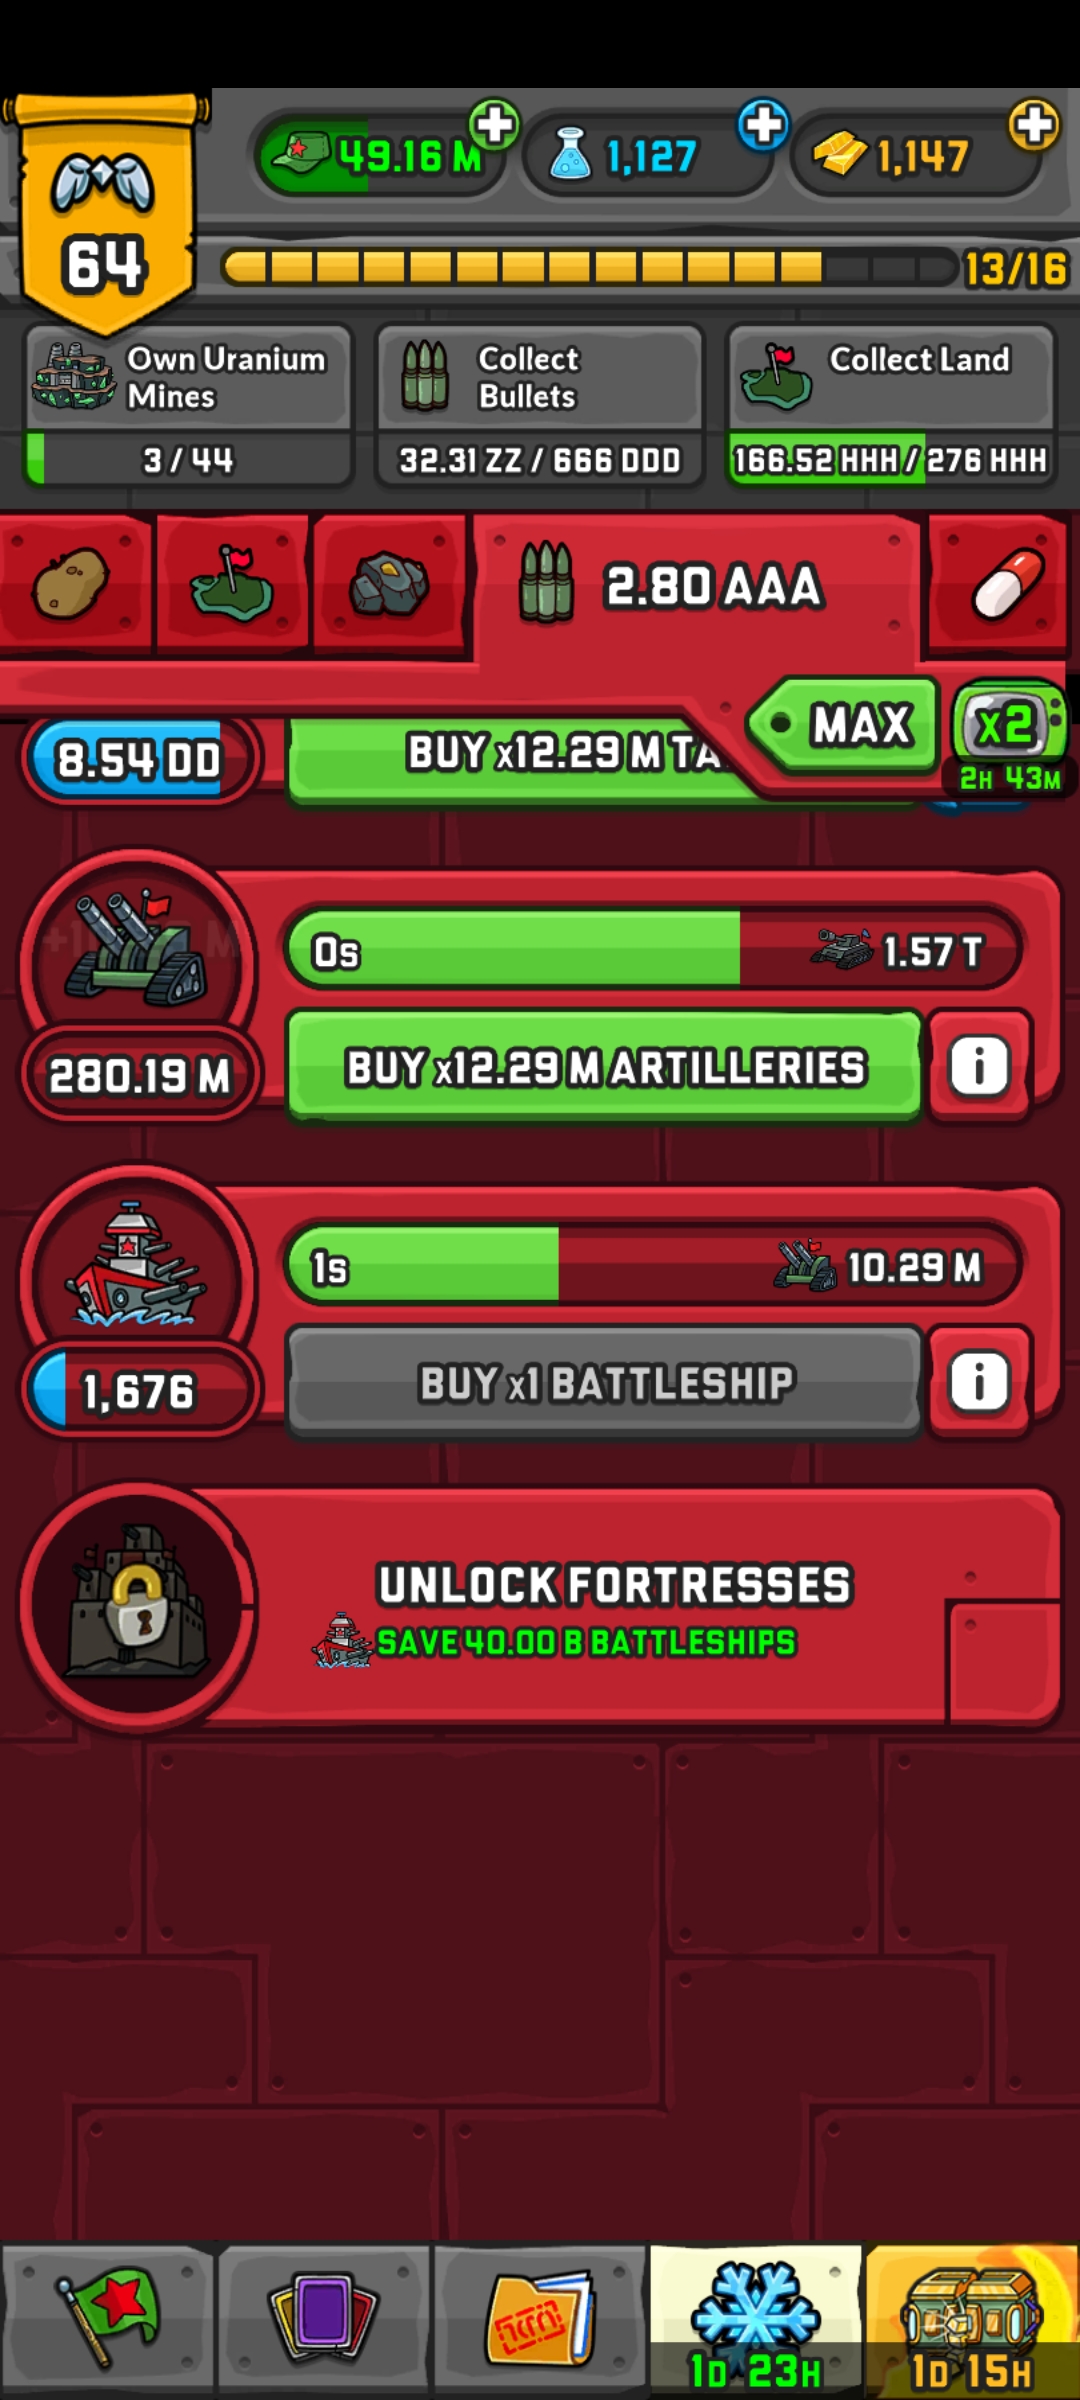 49.16 M
1,127
1,147
64
13/16
Own Uranium
Mines
3 / 44
Collect
Bullets
32.31 ZZ / 666 DDD
Collect Land
166.52 HHH / 276 HHH
2.80 AAA
MAX
X2
2H 43M
8.54 DD
BUY x12.29 M
0s
1.57 T
280.19 M
BUY x12.29 M ARTILLERIES
i
1s
10.29 M
1,676
BUY x1 BATTLESHIP
i
UNLOCK FORTRESSES
SAVE 40.00 B BATTLESHIPS
1D 23H
1D 15H